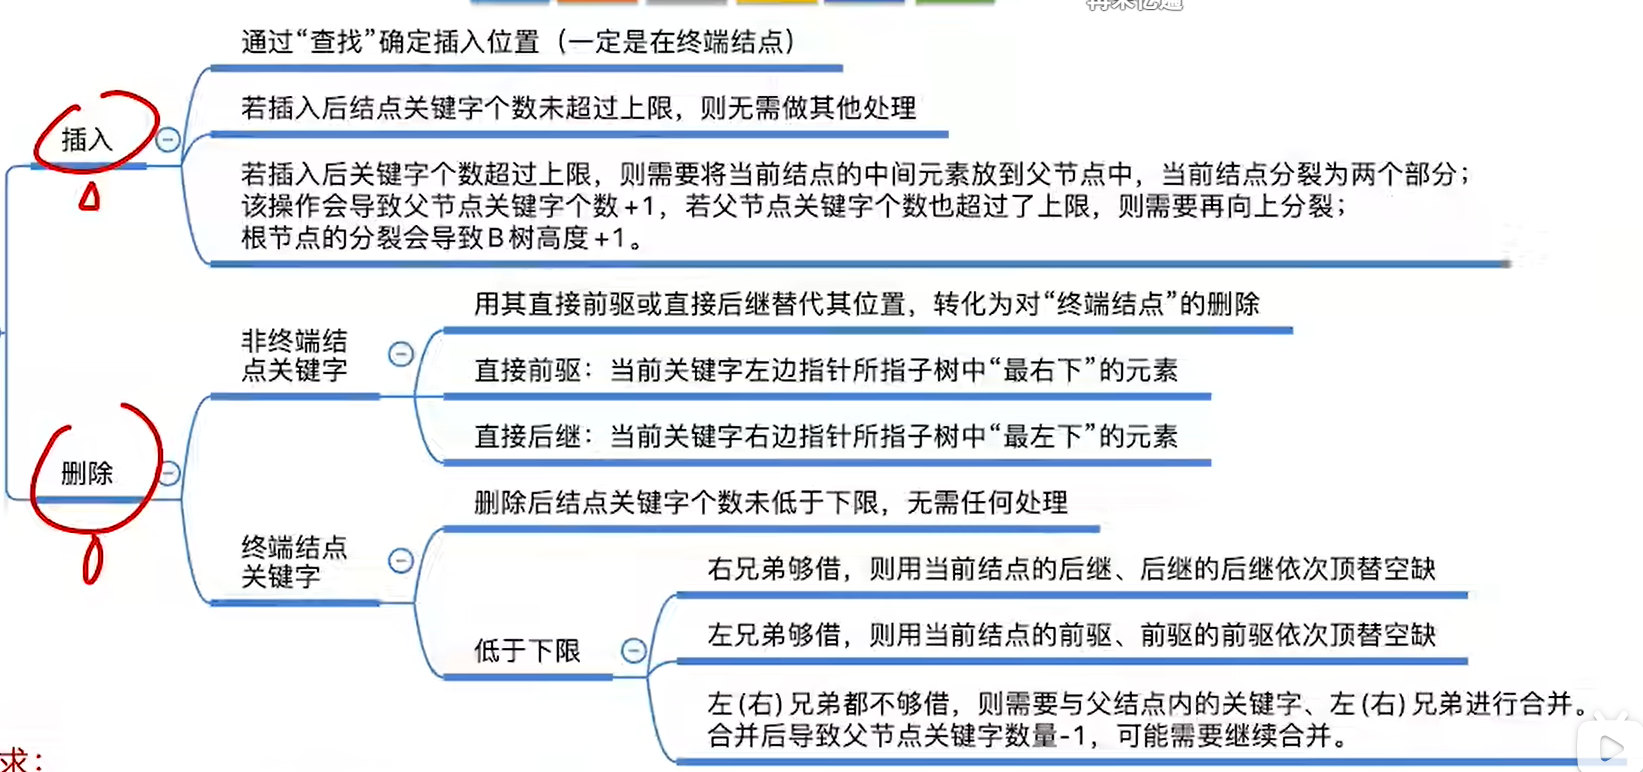 再来亿遍
通过“查找”确定插入位置（一定是在终端结点）
若插入后结点关键字个数未超过上限，则无需做其他处理
插入
若插入后关键字个数超过上限，则需要将当前结点的中间元素放到父节点中，当前结点分裂为两个部分；
该操作会导致父节点关键字个数+1，若父节点关键字个数也超过了上限，则需要再向上分裂；
根节点的分裂会导致B树高度+1。
用其直接前驱或直接后继替代其位置，转化为对“终端结点”的删除
非终端结
点关键字
直接前驱：当前关键字左边指针所指子树中“最右下”的元素
直接后继：当前关键字右边指针所指子树中“最左下”的元素
删除
删除后结点关键字个数未低于下限，无需任何处理
终端结点
关键字
右兄弟够借，则用当前结点的后继、后继的后继依次顶替空缺
左兄弟够借，则用当前结点的前驱、前驱的前驱依次顶替空缺
低于下限
左(右)兄弟都不够借，则需要与父结点内的关键字、左(右)兄弟进行合并。
合并后导致父节点关键字数量-1，可能需要继续合并。
求：